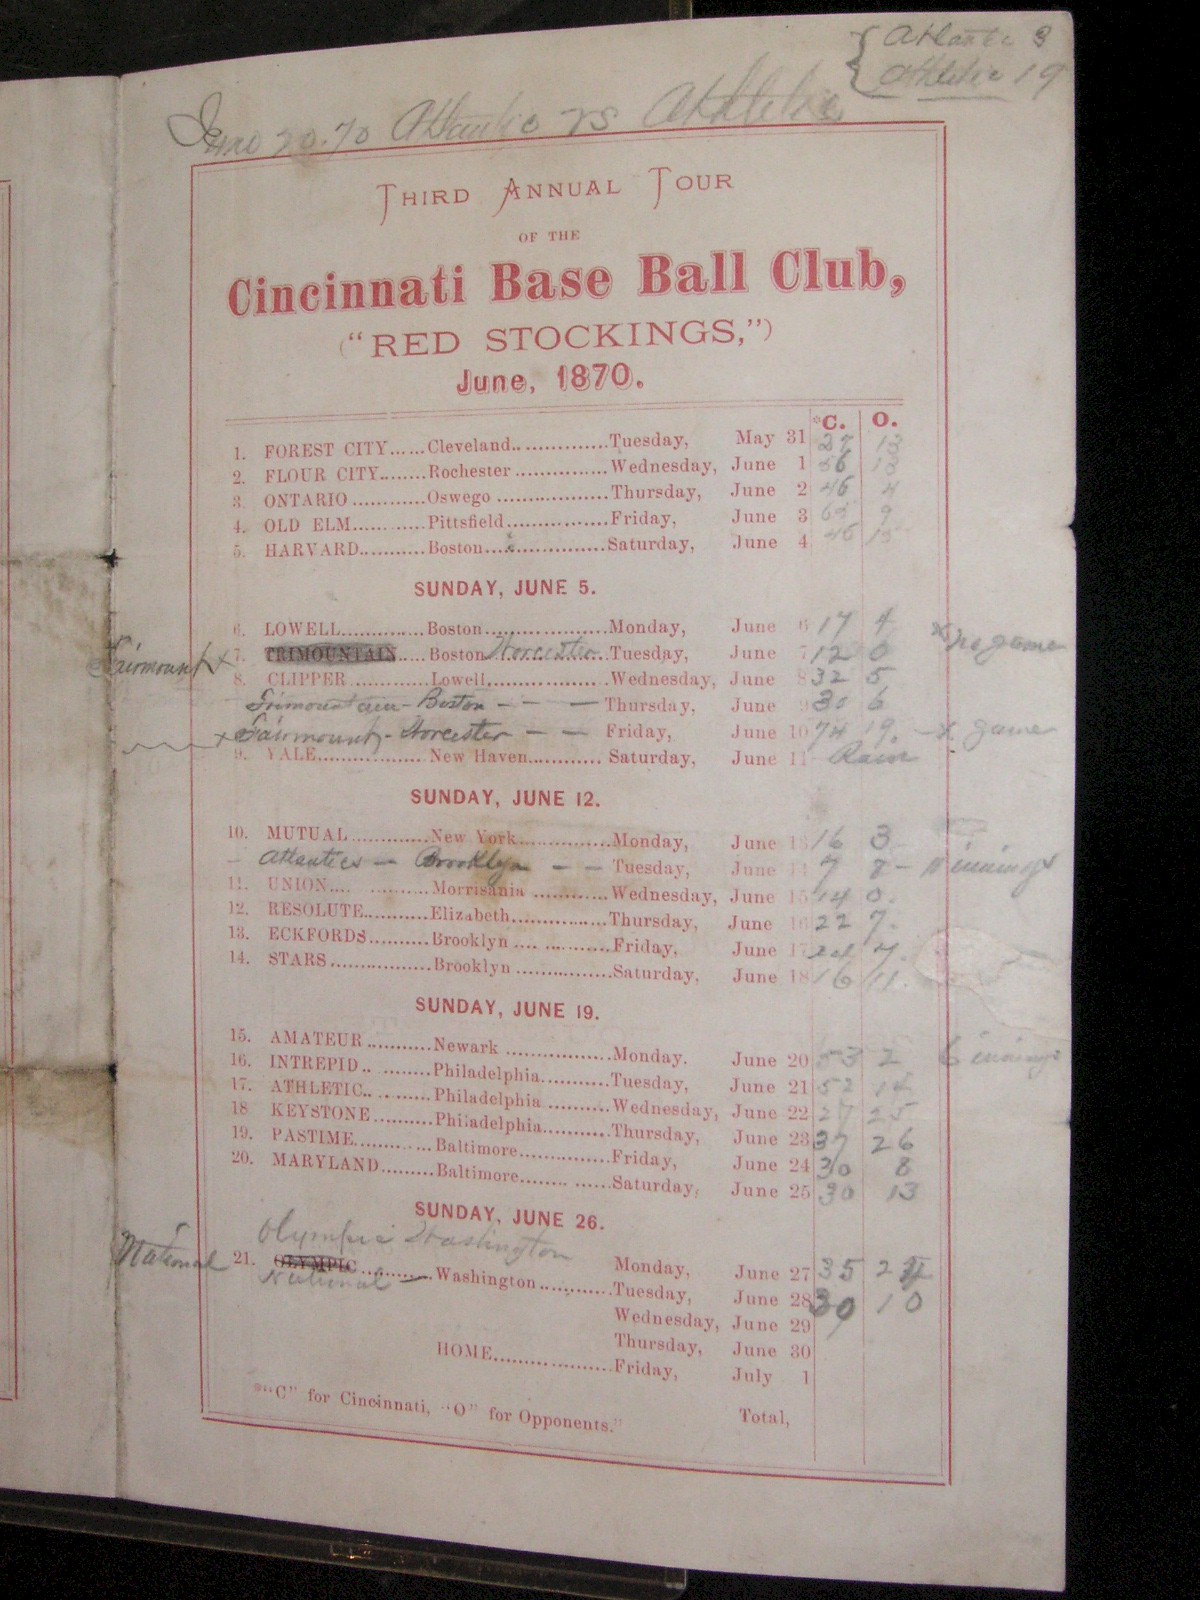 { Atlantic 3
Athletic 19
June 20. 70 Atlantic vs Athletic.
THIRD ANNUAL TOUR
OF THE
Cincinnati Base Ball Club,
("RED STOCKINGS,")
June, 1870.
*C. O.
1. FOREST CITY......Cleveland................Tuesday, May 31 27 13
2. FLOUR CITY........Rochester................Wednesday, June 1 56 13
3. ONTARIO............Oswego...................Thursday, June 2 46 4
4. OLD ELM............Pittsfield.................Friday, June 3 65 9
5. HARVARD..........Boston.....................Saturday, June 4 46 15
SUNDAY, JUNE 5.
6. LOWELL..............Boston.....................Monday, June 6 17 4
Fairmount x 7. TRIMOUNTAIN.....Boston Worcester...Tuesday, June 7 12 0 * No game
8. CLIPPER.............Lowell.....................Wednesday, June 8 32 5
Trimountain - Boston - - - Thursday, June 9 30 6
x Fairmount - Worcester - - Friday, June 10 74 19. - x game
9. YALE..................New Haven............Saturday, June 11 Rain
SUNDAY, JUNE 12.
10. MUTUAL.............New York................Monday, June 13 16 3
- Atlantics - Brooklyn - - Tuesday, June 14 7 8 - 11 innings
11. UNION.... ..........Morrisania.............Wednesday, June 15 14 0.
12. RESOLUTE..........Elizabeth................Thursday, June 16 22 7.
13. ECKFORDS..........Brooklyn.... ...........Friday, June 17 24 7.
14. STARS................Brooklyn................Saturday, June 18 16 11.
SUNDAY, JUNE 19.
15. AMATEUR...........Newark..................Monday. June 20 53 2 6 innings
16. INTREPID.. ........Philadelphia...........Tuesday, June 21 52 14
17. ATHLETIC.. ........Philadelphia..........Wednesday, June 22 27 25
18 KEYSTONE..........Philadelphia...........Thursday, June 23 37 26
19. PASTIME............Baltimore...............Friday, June 24 30 8
20. MARYLAND.........Baltimore........ ......Saturday, June 25 30 13
SUNDAY, JUNE 26.
Olympic Washington Monday, June 27 35 24
National 21. OLYMPIC............Washington............Tuesday, June 28 30 10
National -
Wednesday, June 29
Thursday, June 30
HOME....................Friday, July 1
*"C" for Cincinnati, "O" for Opponents." Total,